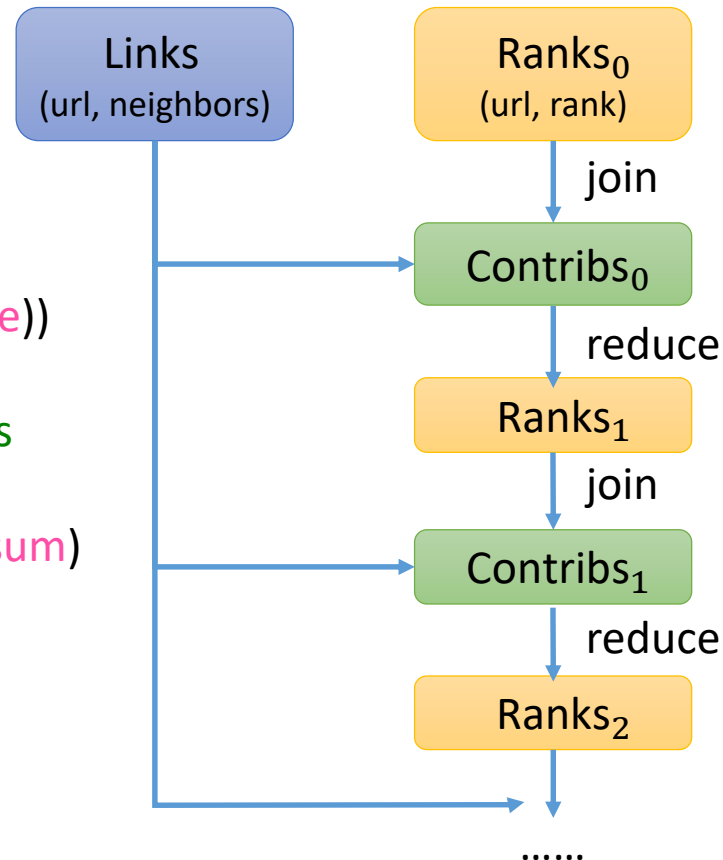 Links
(url, neighbors)
Ranks₀
(url, rank)
join
Contribs₀
e))
reduce
Ranks₁
s
join
sum)
Contribs₁
reduce
Ranks₂
……